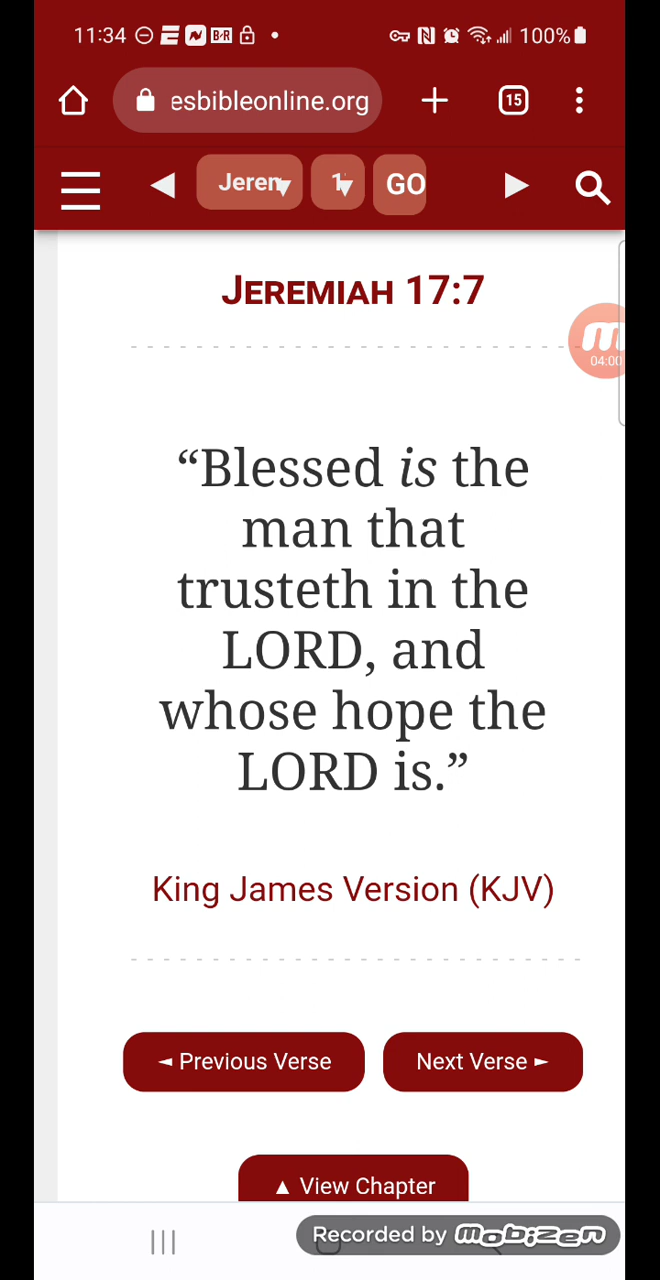 11:34 B•R 100%
esbibleonline.org 15
GO
JEREMIAH 17:7
04:00
“Blessed is the
man that
trusteth in the
LORD, and
whose hope the
LORD is.”
King James Version (KJV)
◄ Previous Verse Next Verse ►
▲ View Chapter
Recorded by mobizen